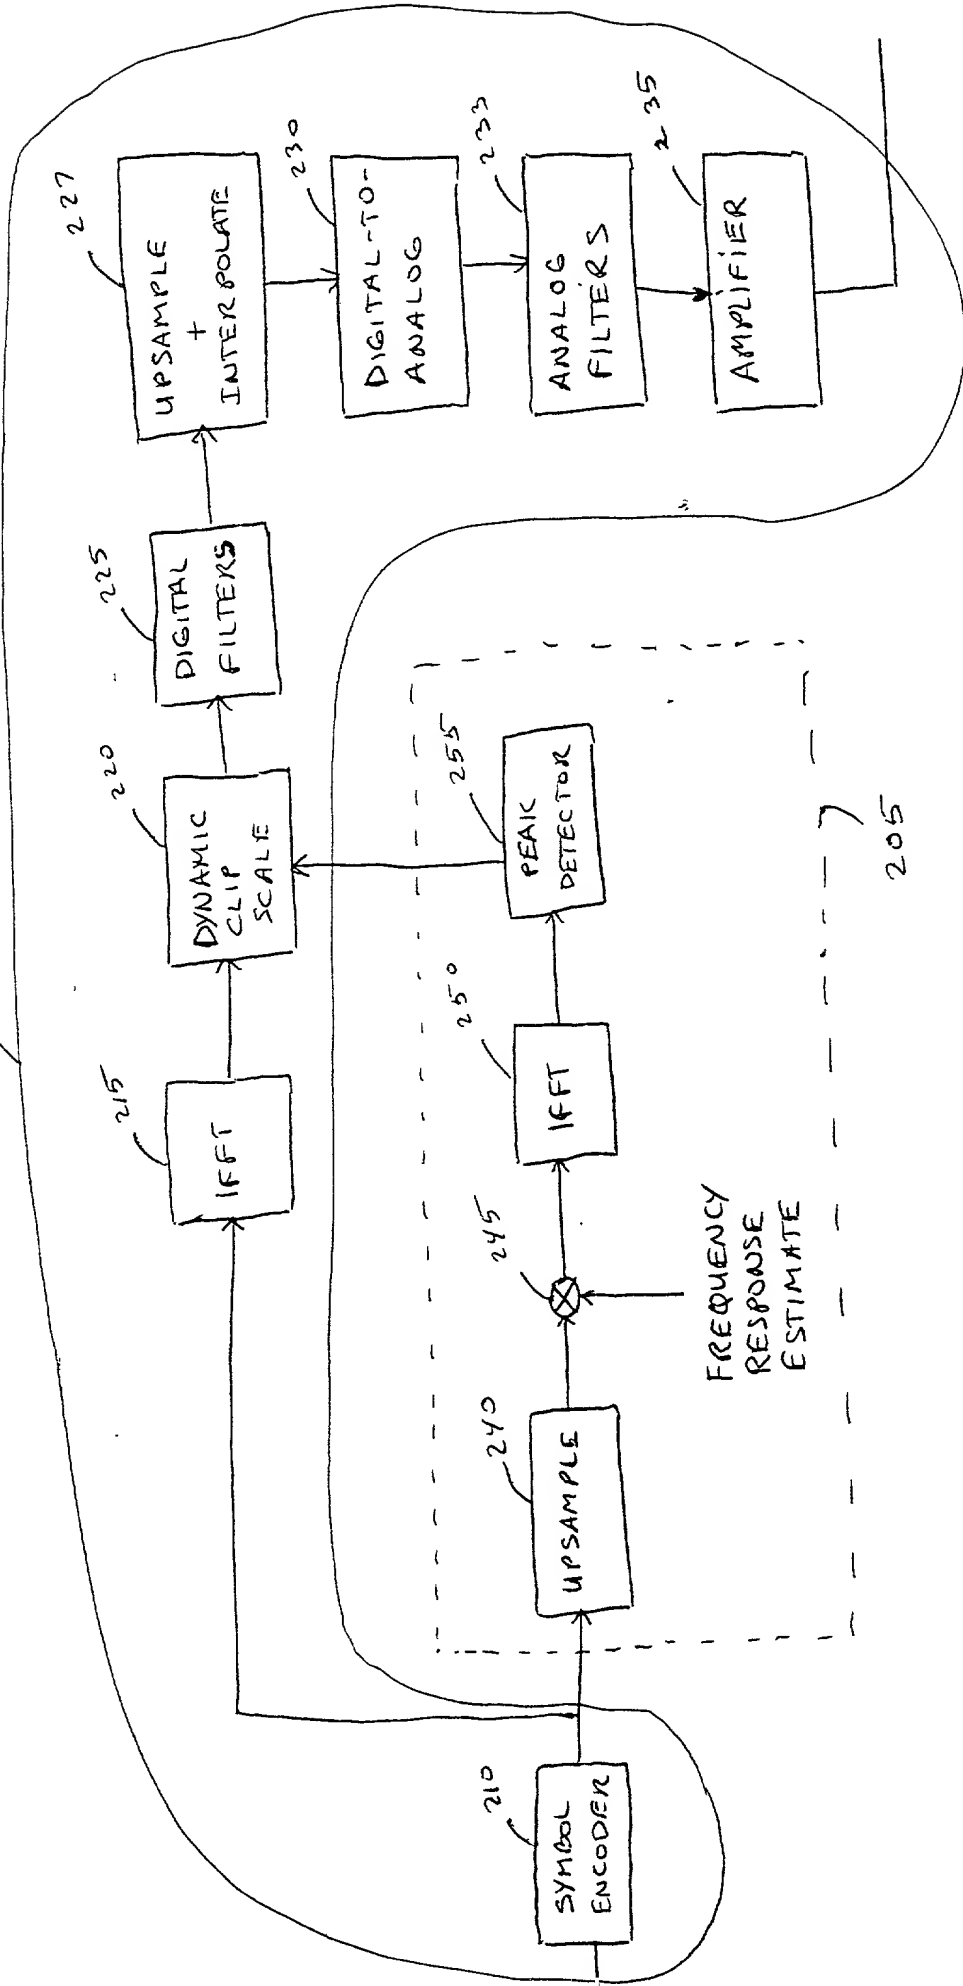 227
UPSAMPLE
+
INTERPOLATE
230
DIGITAL-TO-
ANALOG
233
ANALOG
FILTERS
235
AMPLIFIER
225
DIGITAL
FILTERS
220
DYNAMIC
CLIP
SCALE
215
IFFT
255
PEAK
DETECTOR
250
IFFT
245
FREQUENCY
RESPONSE
ESTIMATE
240
UPSAMPLE
205
210
SYMBOL
ENCODER